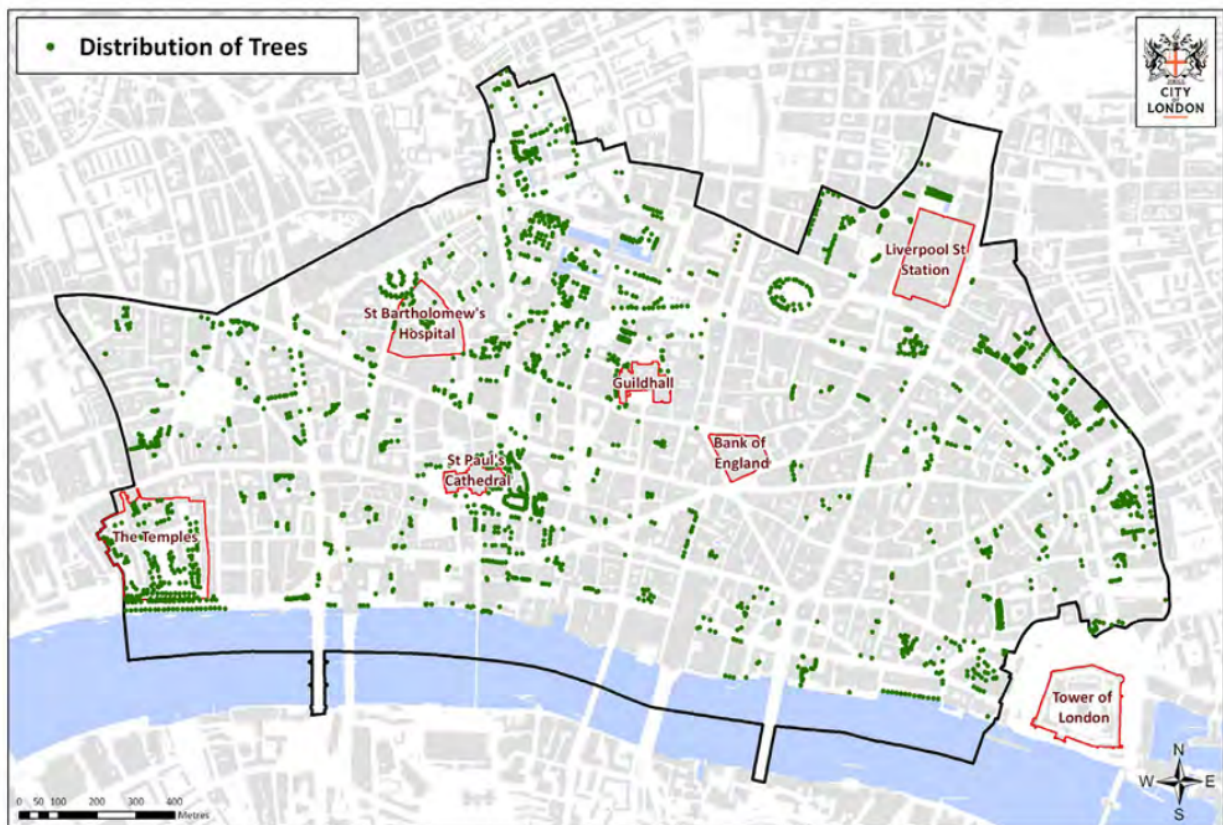 Distribution of Trees
CITY
OF
LONDON
Liverpool St
Station
St Bartholomew's
Hospital
Guildhall
Bank of
England
St Paul's
Cathedral
The Temples
Tower of
London
N
W E
S
0 50 100 200 300 400
Metres